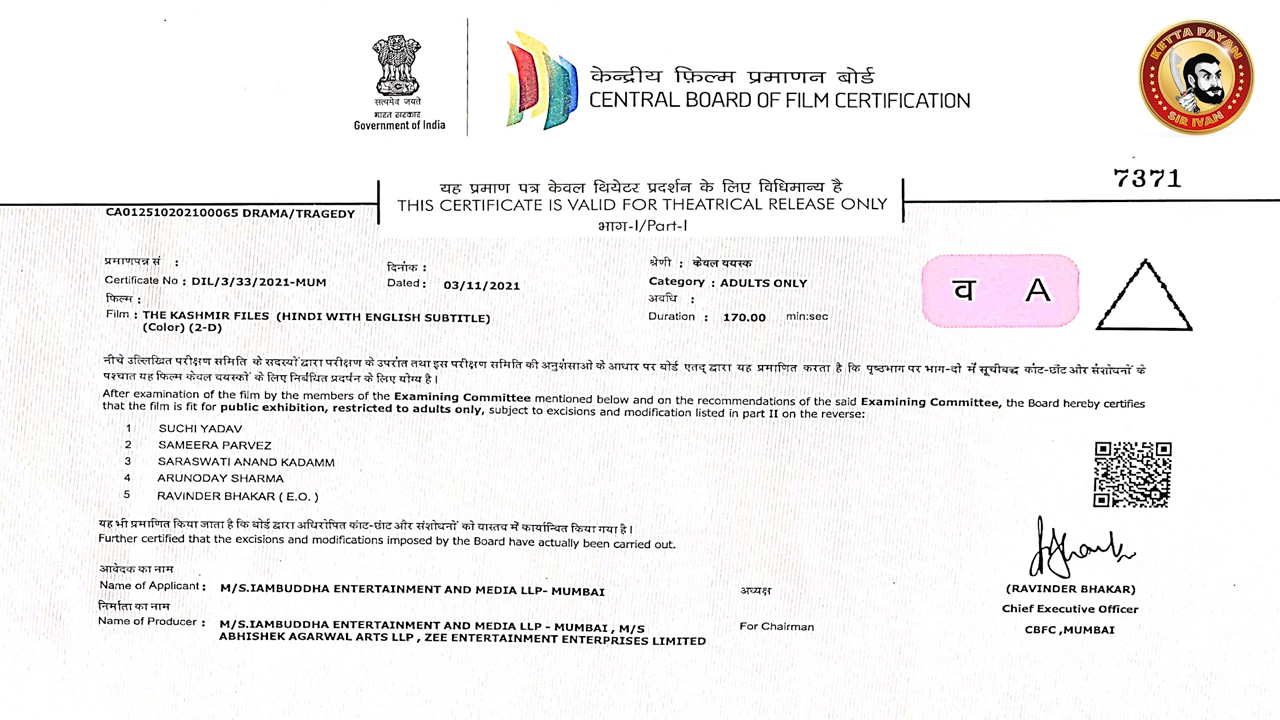 सत्यमेव जयते
भारत सरकार
Government of India
केन्द्रीय फ़िल्म प्रमाणन बोर्ड
CENTRAL BOARD OF FILM CERTIFICATION
KETTA PAYAN
SIR IVAN
7371
यह प्रमाण पत्र केवल थियेटर प्रदर्शन के लिए विधिमान्य है
THIS CERTIFICATE IS VALID FOR THEATRICAL RELEASE ONLY
भाग-I/Part-I
CA012510202100065 DRAMA/TRAGEDY
प्रमाणपत्र सं :
Certificate No : DIL/3/33/2021-MUM
दिनांक :
Dated : 03/11/2021
श्रेणी : केवल वयस्क
Category : ADULTS ONLY
अवधि :
Duration : 170.00 min:sec
व A
फिल्म :
Film : THE KASHMIR FILES (HINDI WITH ENGLISH SUBTITLE)
(Color) (2-D)
नीचे उल्लिखित परीक्षण समिति के सदस्यों द्वारा परीक्षण के उपरांत तथा इस परीक्षण समिति की अनुशंसाओ के आधार पर बोर्ड एतद् द्वारा यह प्रमाणित करता है कि पृष्ठभाग पर भाग-दो में सूचीबद्ध कांट-छाँट और संशोधनों के
पश्चात यह फिल्म केवल वयस्कों के लिए निर्बंधित प्रदर्पन के लिए योग्य है।
After examination of the film by the members of the Examining Committee mentioned below and on the recommendations of the said Examining Committee, the Board hereby certifies
that the film is fit for public exhibition, restricted to adults only, subject to excisions and modification listed in part II on the reverse:
1 SUCHI YADAV
2 SAMEERA PARVEZ
3 SARASWATI ANAND KADAMM
4 ARUNODAY SHARMA
5 RAVINDER BHAKAR ( E.O. )
यह भी प्रमाणित किया जाता है कि बोर्ड द्वारा अधिरोपित कांट-छांट और संशोधनों को वास्तव में कार्यान्वित किया गया है।
Further certified that the excisions and modifications imposed by the Board have actually been carried out.
आवेदक का नाम
Name of Applicant : M/S.IAMBUDDHA ENTERTAINMENT AND MEDIA LLP- MUMBAI
निर्माता का नाम
Name of Producer : M/S.IAMBUDDHA ENTERTAINMENT AND MEDIA LLP - MUMBAI , M/S
ABHISHEK AGARWAL ARTS LLP , ZEE ENTERTAINMENT ENTERPRISES LIMITED
अध्यक्ष
For Chairman
(RAVINDER BHAKAR)
Chief Executive Officer
CBFC ,MUMBAI